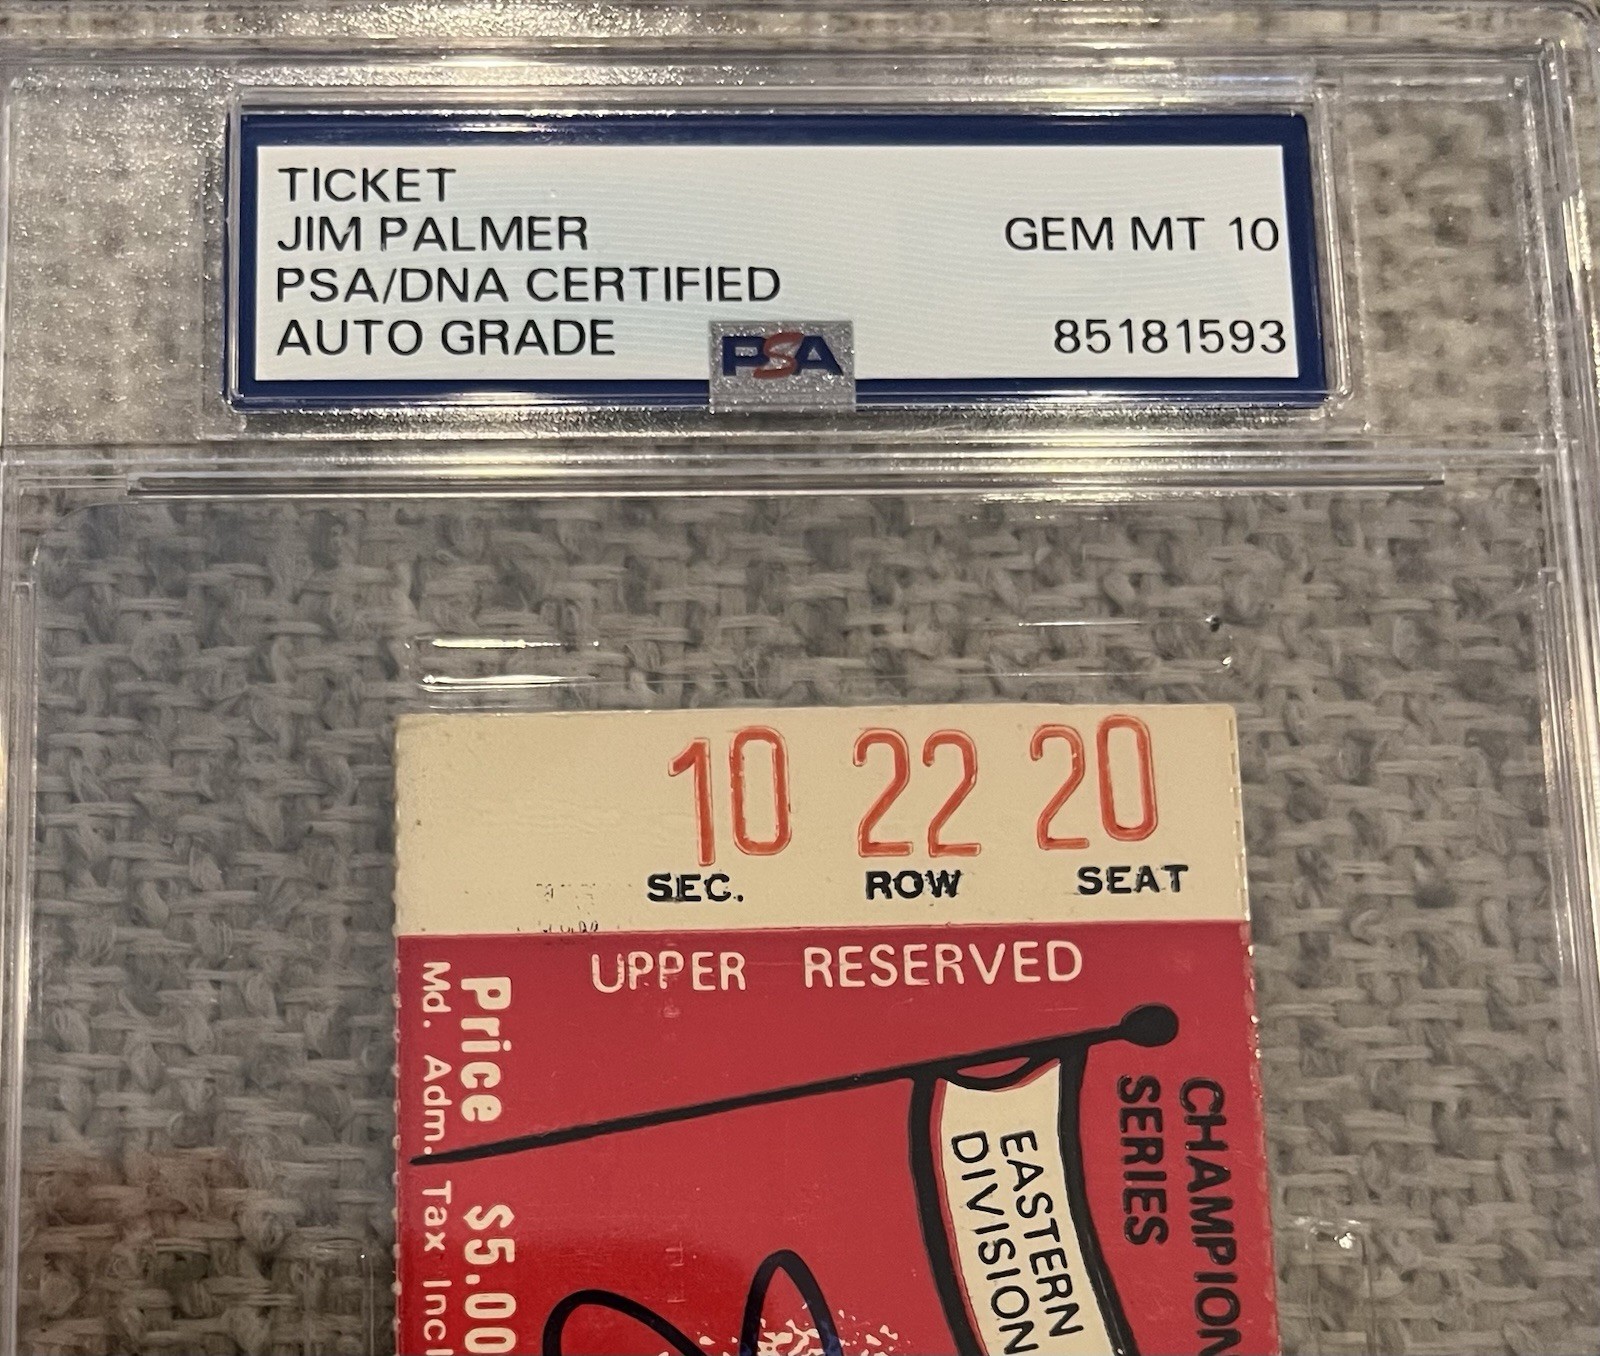 TICKET
JIM PALMER
GEM MT 10
PSA/DNA CERTIFIED
AUTO GRADE
PSA
85181593
10 22 20
SEC. ROW SEAT
UPPER RESERVED
Price $5.00
Md. Adm. Tax Incl
EASTERN
DIVISION
CHAMPION
SERIES